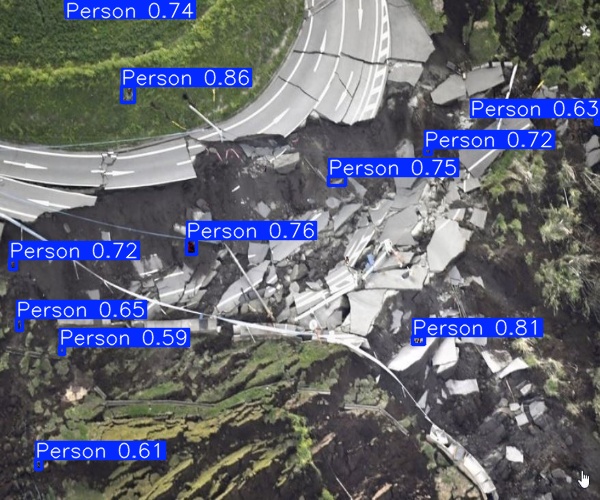 Person 0.74
Person 0.86
Person 0.63
Person 0.72
Person 0.75
Person 0.76
Person 0.72
Person 0.65
Person 0.81
Person 0.59
Person 0.61